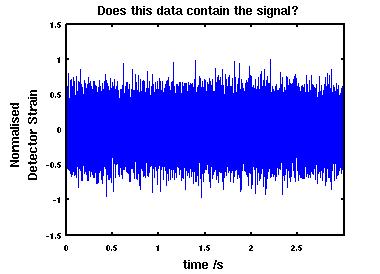 Does this data contain the signal?
1.5
1
0.5
0
-0.5
-1
-1.5
Normalised
Detector Strain
0 0.5 1 1.5 2 2.5
time /s